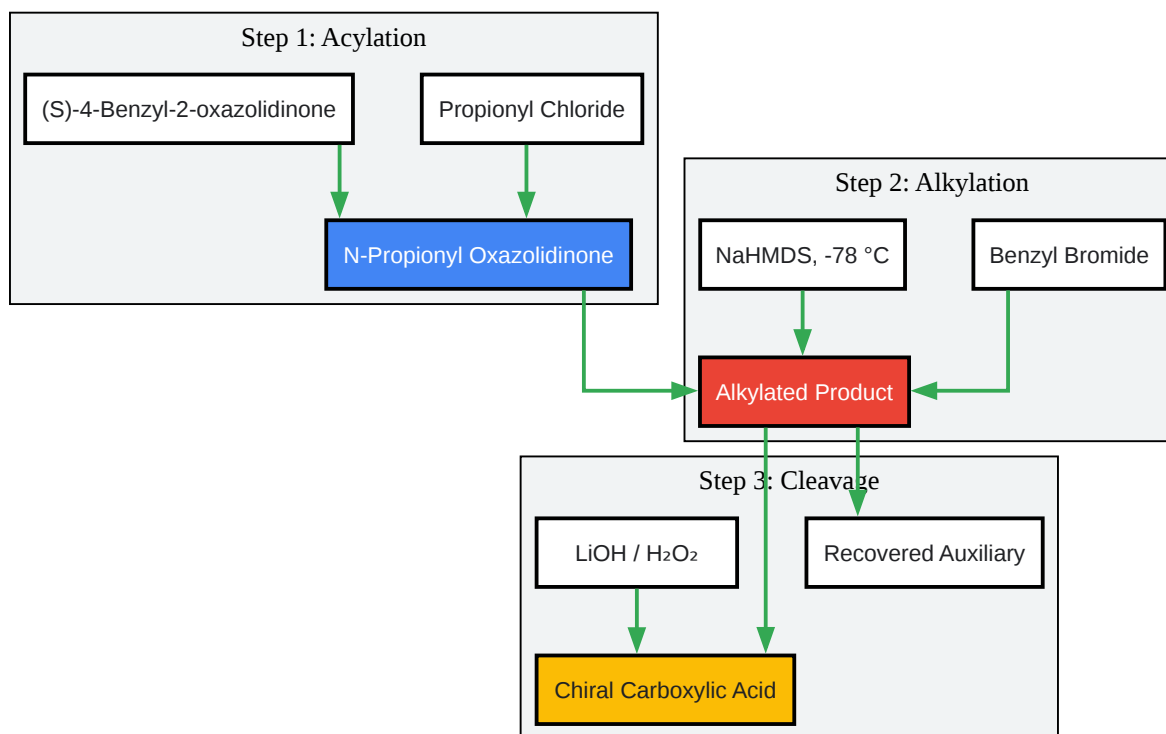 Step 1: Acylation
(S)-4-Benzyl-2-oxazolidinone
Propionyl Chloride
N-Propionyl Oxazolidinone
Step 2: Alkylation
NaHMDS, -78 °C
Benzyl Bromide
Alkylated Product
Step 3: Cleavage
LiOH / H₂O₂
Recovered Auxiliary
Chiral Carboxylic Acid